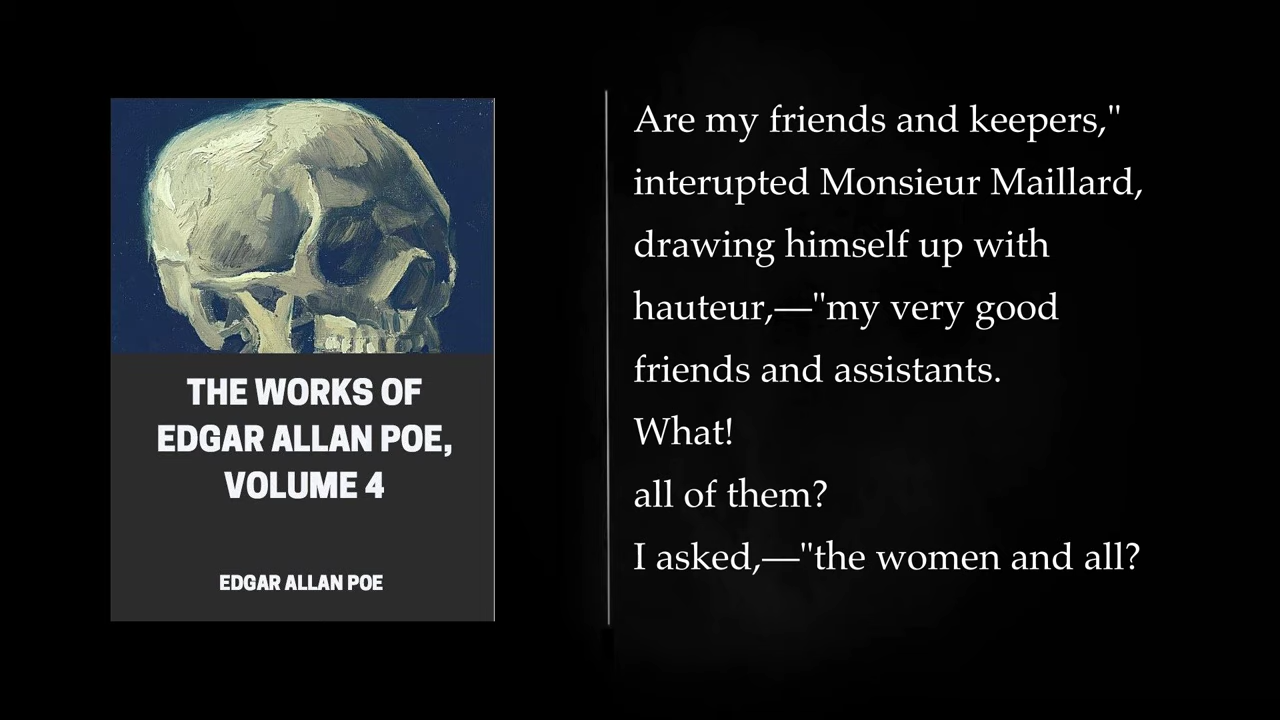 THE WORKS OF
EDGAR ALLAN POE,
VOLUME 4
EDGAR ALLAN POE
Are my friends and keepers,"
interupted Monsieur Maillard,
drawing himself up with
hauteur,—"my very good
friends and assistants.
What!
all of them?
I asked,—"the women and all?